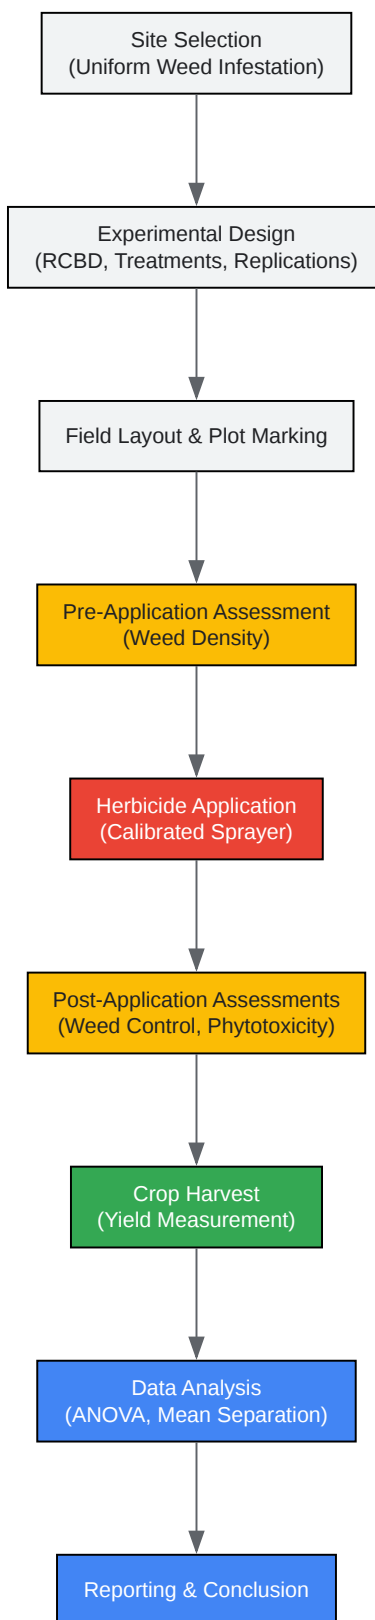 Site Selection
(Uniform Weed Infestation)
Experimental Design
(RCBD, Treatments, Replications)
Field Layout & Plot Marking
Pre-Application Assessment
(Weed Density)
Herbicide Application
(Calibrated Sprayer)
Post-Application Assessments
(Weed Control, Phytotoxicity)
Crop Harvest
(Yield Measurement)
Data Analysis
(ANOVA, Mean Separation)
Reporting & Conclusion